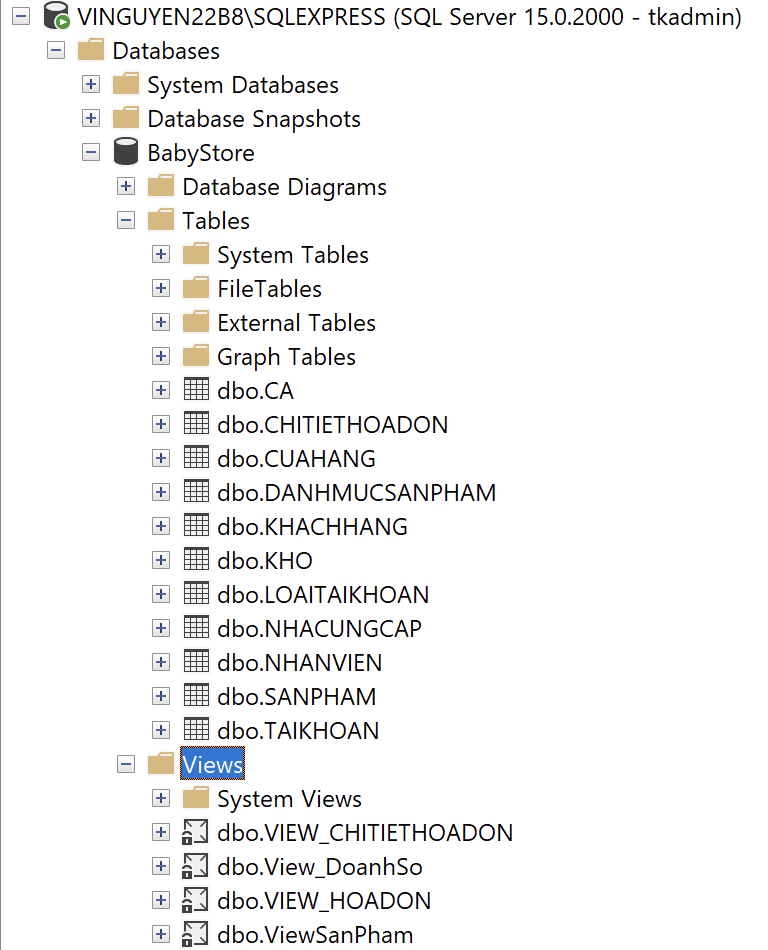 VINGUYEN22B8\SQLEXPRESS (SQL Server 15.0.2000 - tkadmin)
Databases
System Databases
Database Snapshots
BabyStore
Database Diagrams
Tables
System Tables
FileTables
External Tables
Graph Tables
dbo.CA
dbo.CHITIETHOADON
dbo.CUAHANG
dbo.DANHMUCSANPHAM
dbo.KHACHHANG
dbo.KHO
dbo.LOAITAIKHOAN
dbo.NHACUNGCAP
dbo.NHANVIEN
dbo.SANPHAM
dbo.TAIKHOAN
Views
System Views
dbo.VIEW_CHITIETHOADON
dbo.View_DoanhSo
dbo.VIEW_HOADON
dbo.ViewSanPham